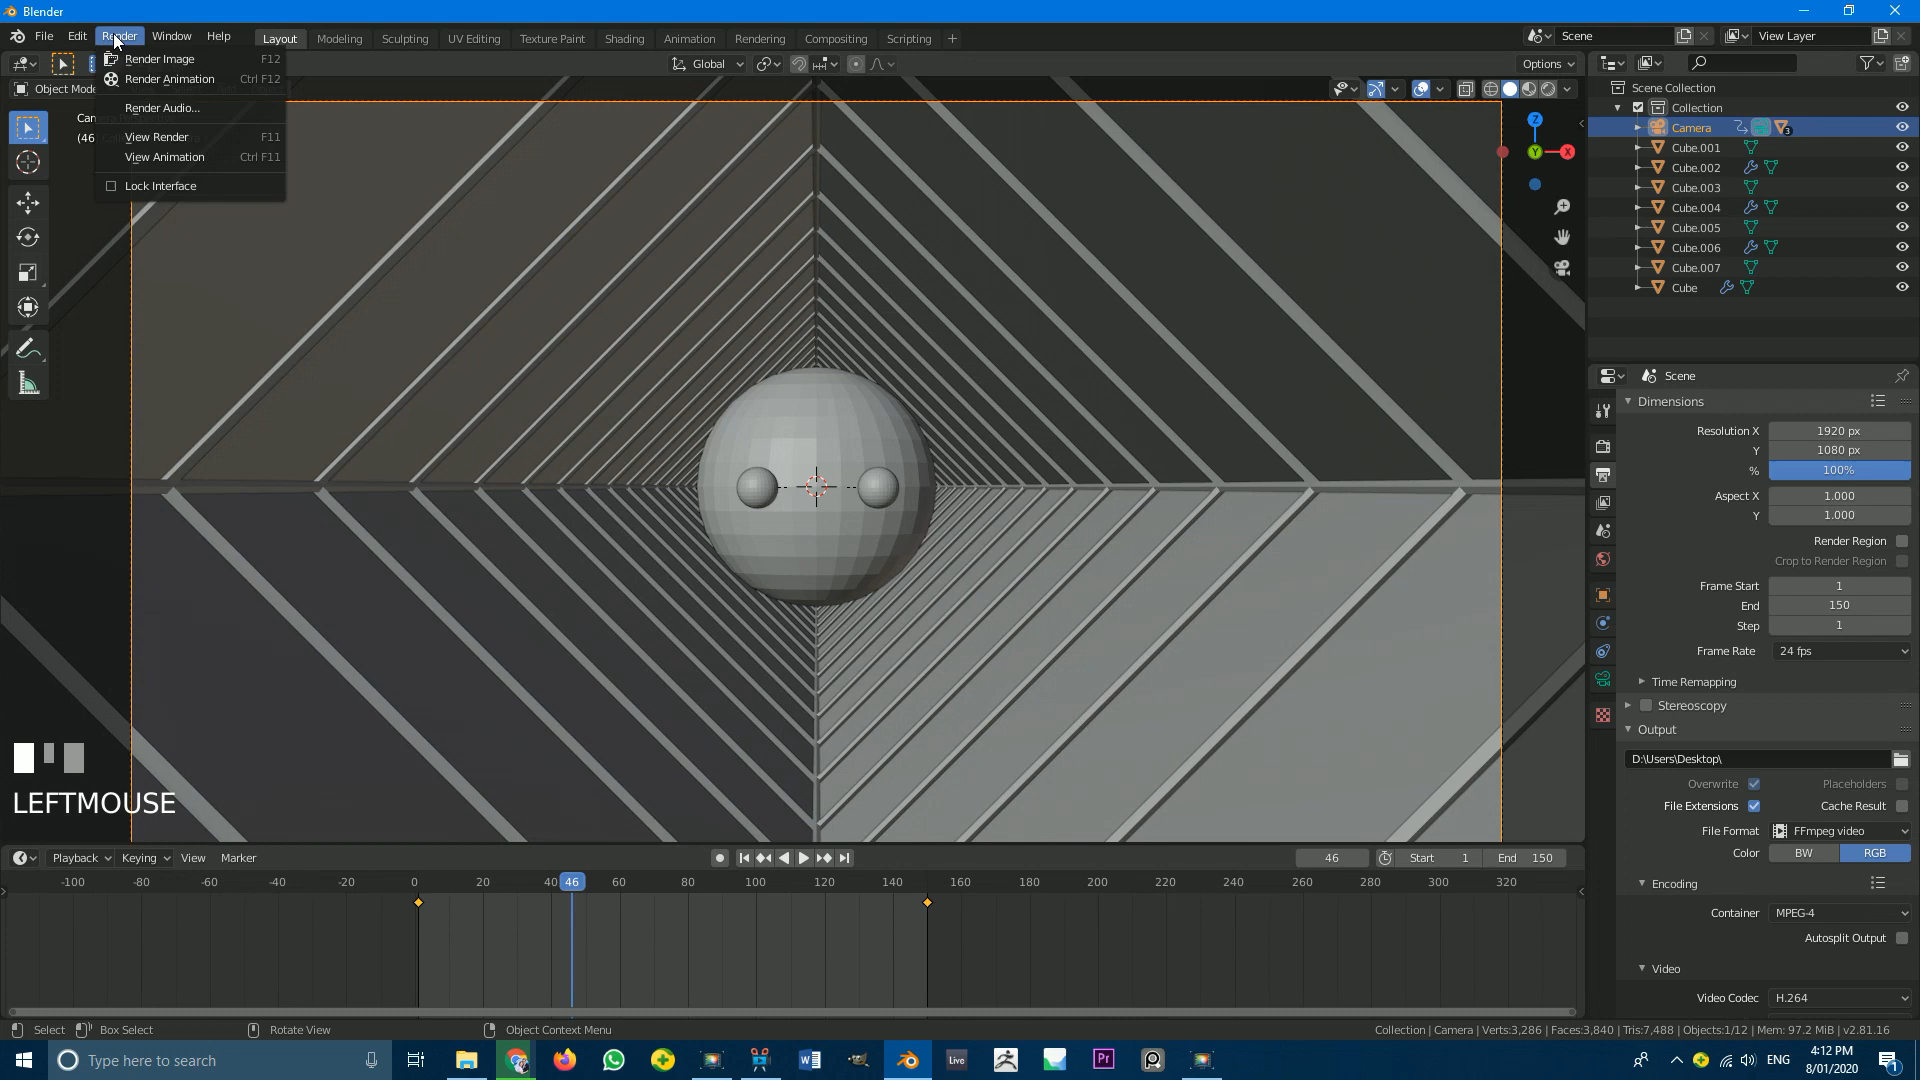 Blender
File Edit Render Window Help
Layout Modeling Sculpting UV Editing Texture Paint Shading Animation Rendering Compositing Scripting +
Scene
View Layer
Global
Options
Object Mode
Render Image F12
Render Animation Ctrl F12
Render Audio...
View Render F11
View Animation Ctrl F11
Lock Interface
(46
Z
Y
X
Scene Collection
Collection
Camera
3
Cube.001
Cube.002
Cube.003
Cube.004
Cube.005
Cube.006
Cube.007
Cube
Scene
Dimensions
Resolution X 1920 px
Y 1080 px
% 100%
Aspect X 1.000
Y 1.000
Render Region
Crop to Render Region
Frame Start 1
End 150
Step 1
Frame Rate 24 fps
Time Remapping
Stereoscopy
Output
D:\Users\Desktop\
Overwrite Placeholders
File Extensions Cache Result
File Format FFmpeg video
Color BW RGB
Encoding
Container MPEG-4
Autosplit Output
Video
Video Codec H.264
LEFTMOUSE
Playback Keying View Marker
46 Start 1 End 150
-100 -80 -60 -40 -20 0 20 40 46 60 80 100 120 140 160 180 200 220 240 260 280 300 320
Select Box Select Rotate View Object Context Menu
Collection | Camera | Verts:3,286 | Faces:3,840 | Tris:7,488 | Objects:1/12 | Mem: 97.2 MiB | v2.81.16
Type here to search
Live
Pr
ENG
4:12 PM
8/01/2020
1